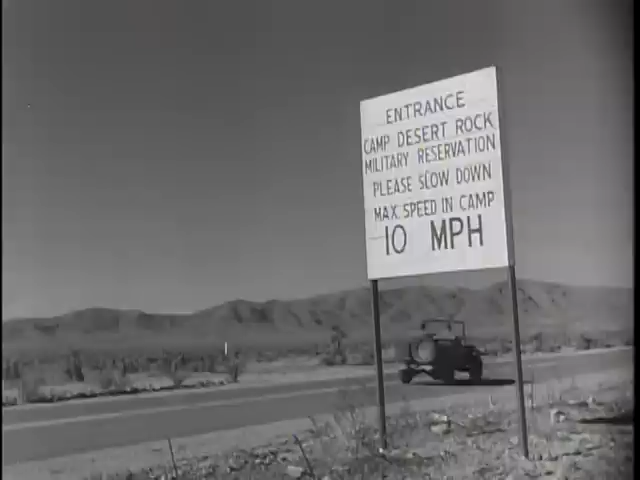 ENTRANCE
CAMP DESERT ROCK
MILITARY RESERVATION
PLEASE SLOW DOWN
MAX. SPEED IN CAMP
10 MPH